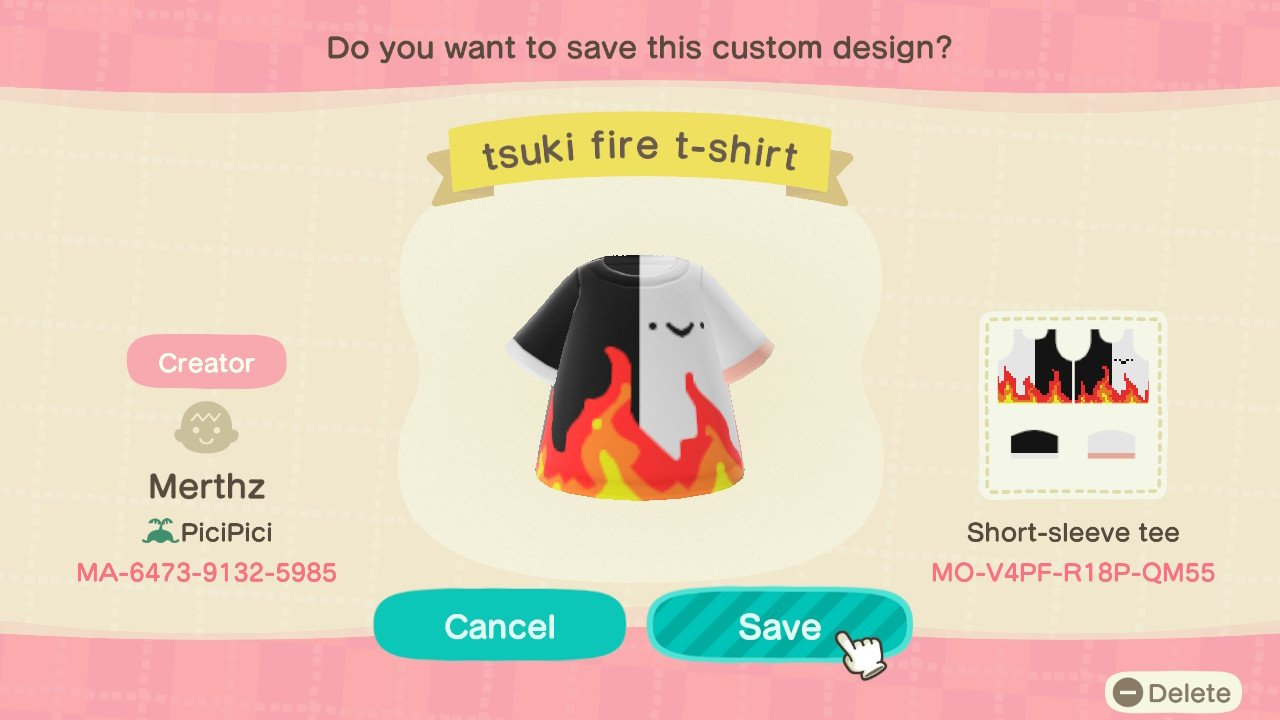 Do you want to save this custom design?
tsuki fire t-shirt
Creator
Merthz
PiciPici
MA-6473-9132-5985
Short-sleeve tee
MO-V4PF-R18P-QM55
Cancel
Save
Delete